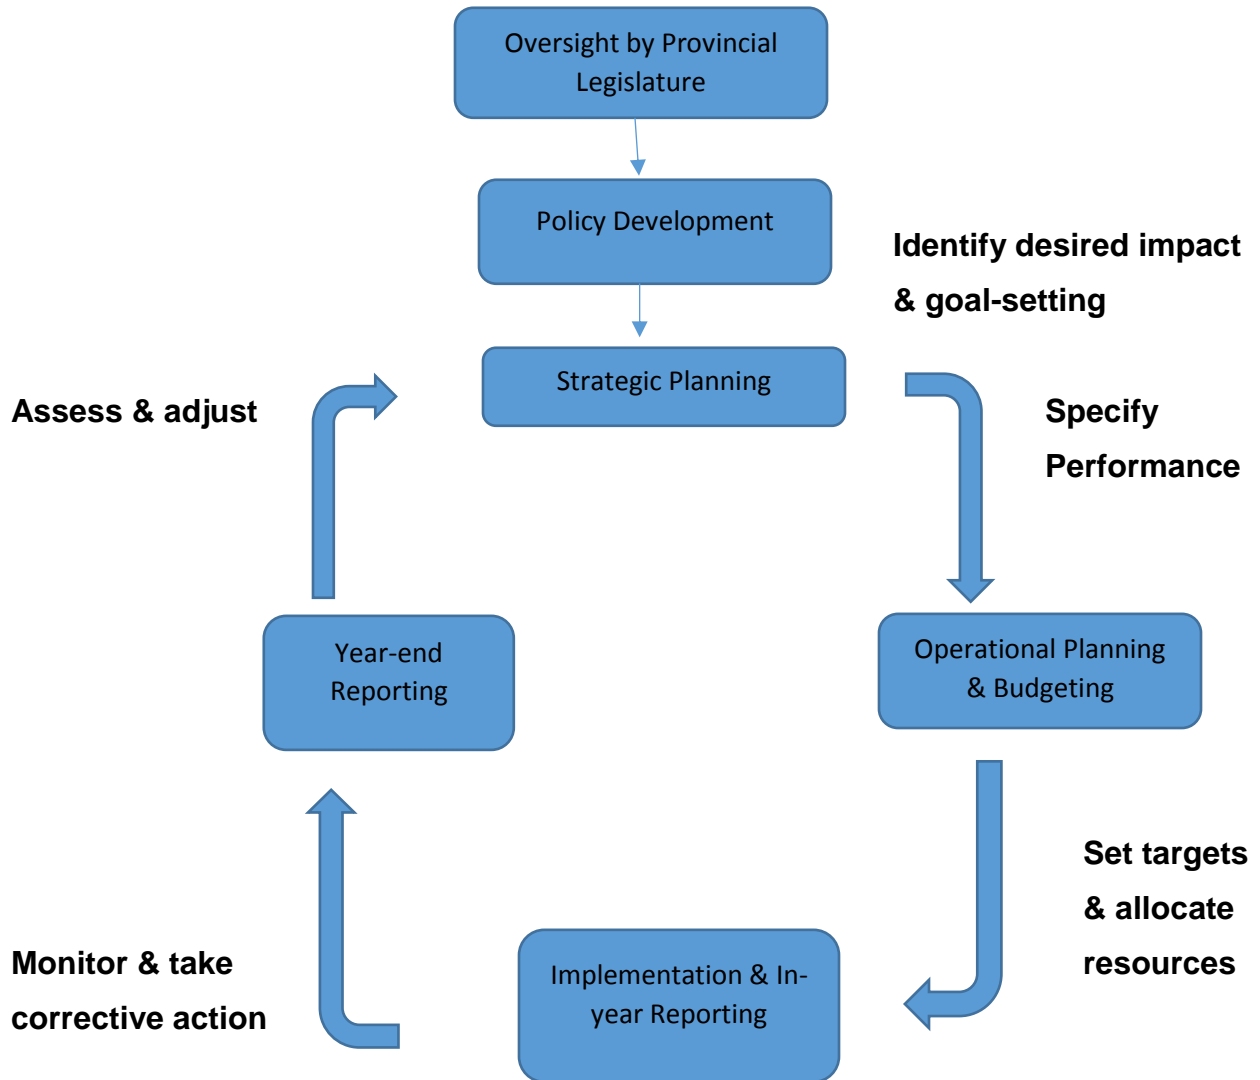 Oversight by Provincial
Legislature
Policy Development
Identify desired impact
& goal-setting
Strategic Planning
Assess & adjust
Specify
Performance
Year-end
Reporting
Operational Planning
& Budgeting
Set targets
& allocate
resources
Monitor & take
corrective action
Implementation & In-
year Reporting